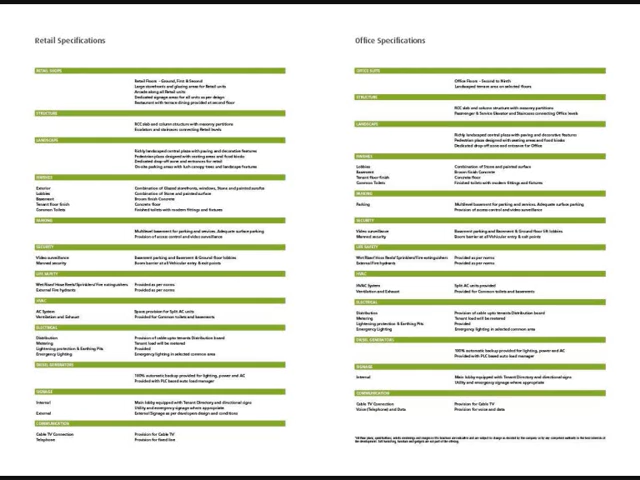 Retail Specifications
RETAIL SHOPS
Retail Floors - Ground, First & Second
Large storefronts and glazing areas for Retail units
Arcade along all Retail units
Dedicated signage areas for all units as per design
Restaurant with terrace dining provided at second floor
STRUCTURE
RCC slab and column structure with masonry partitions
Escalators and staircases connecting Retail levels
LANDSCAPE
Richly landscaped central plaza with paving and decorative features
Pedestrian plaza designed with seating areas and food kiosks
Dedicated drop-off zone and entrances for retail
On-site parking areas with lush canopy trees and landscape features
FINISHES
Exterior Combination of Glazed storefronts, windows, Stone and painted surface
Lobbies Combination of Stone and painted surface
Basement Broom finish Concrete
Tenant floor finish Concrete floor
Common Toilets Finished toilets with modern fittings and fixtures
PARKING
Multilevel basement for parking and services. Adequate surface parking
Provision of access control and video surveillance
SECURITY
Video surveillance Basement parking and Basement & Ground floor lobbies
Manned security Boom barrier at all Vehicular entry & exit points
LIFE SAFETY
Wet Riser/ Hose Reels/ Sprinklers/ Fire extinguishers Provided as per norms
External Fire hydrants Provided as per norms
HVAC
AC System Space provision for Split AC units
Ventilation and Exhaust Provided for Common toilets and basements
ELECTRICAL
Distribution Provision of cable upto tenants Distribution Board
Metering Tenant load will be metered
Lightening protection & Earthing Pits Provided
Emergency Lighting Emergency lighting in selected common area
DIESEL GENERATORS
100% automatic backup provided for lighting, power and AC
Provided with PLC based auto load manager
SIGNAGE
Internal Main lobby equipped with Tenant Directory and directional signs
Utility and emergency signage where appropriate
External External Signage as per developers design and conditions
COMMUNICATION
Cable TV Connection Provision for Cable TV
Telephone Provision for fixed line
Office Specifications
OFFICE SUITE
Office Floors - Second to Ninth
Landscaped terrace area on selected floors
STRUCTURE
RCC slab and column structure with masonry partitions
Passenger & Service Elevator and Staircases connecting Office levels
LANDSCAPE
Richly landscaped central plaza with paving and decorative features
Pedestrian plaza designed with seating areas and food kiosks
Dedicated drop-off zone and entrance for Office
FINISHES
Lobbies Combination of Stone and painted surface
Basement Broom finish Concrete
Tenant Floor finish Concrete floor
Common Toilets Finished toilets with modern fittings and fixtures
PARKING
Parking Multilevel basement for parking and services, Adequate surface parking
Provision of access control and video surveillance
SECURITY
Video surveillance Basement parking and Basement & Ground floor lift lobbies
Manned security Boom barrier at all Vehicular entry & exit points
LIFE SAFETY
Wet Riser/ Hose Reels/ Sprinklers/ Fire extinguishers Provided as per norms
External Fire hydrants Provided as per norms
HVAC
HVAC System Split AC units provided
Ventilation and Exhaust Provided for Common toilets and basements
ELECTRICAL
Distribution Provision of cable upto tenants Distribution board
Metering Tenant load will be metered
Lightening protection & Earthing Pits Provided
Emergency Lighting Emergency lighting in selected common area
DIESEL GENERATORS
100% automatic backup provided for lighting, power and AC
Provided with PLC based auto load manager
SIGNAGE
Internal Main lobby equipped with Tenant Directory and directional signs
Utility and emergency signage where appropriate
COMMUNICATION
Cable TV Connection Provision for Cable TV
Voice (Telephone) and Data Provision for voice and data